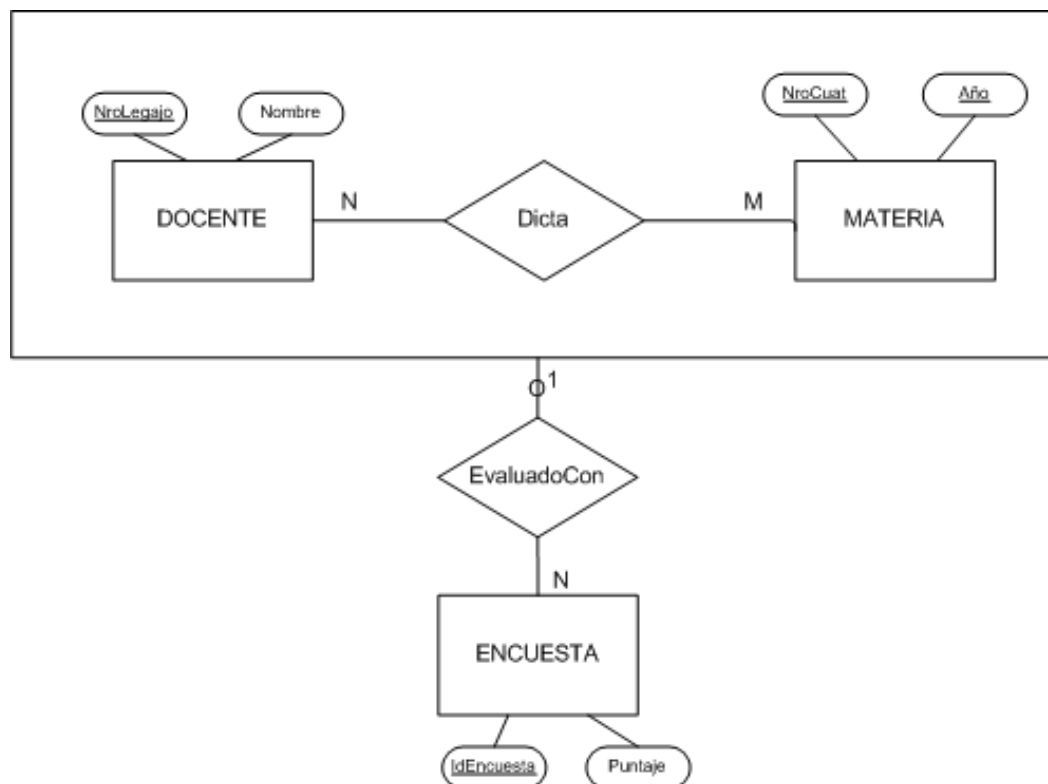 NroLegajo
Nombre
NroCuat
Año
DOCENTE
N
Dicta
M
MATERIA
1
EvaluadoCon
N
ENCUESTA
IdEncuesta
Puntaje